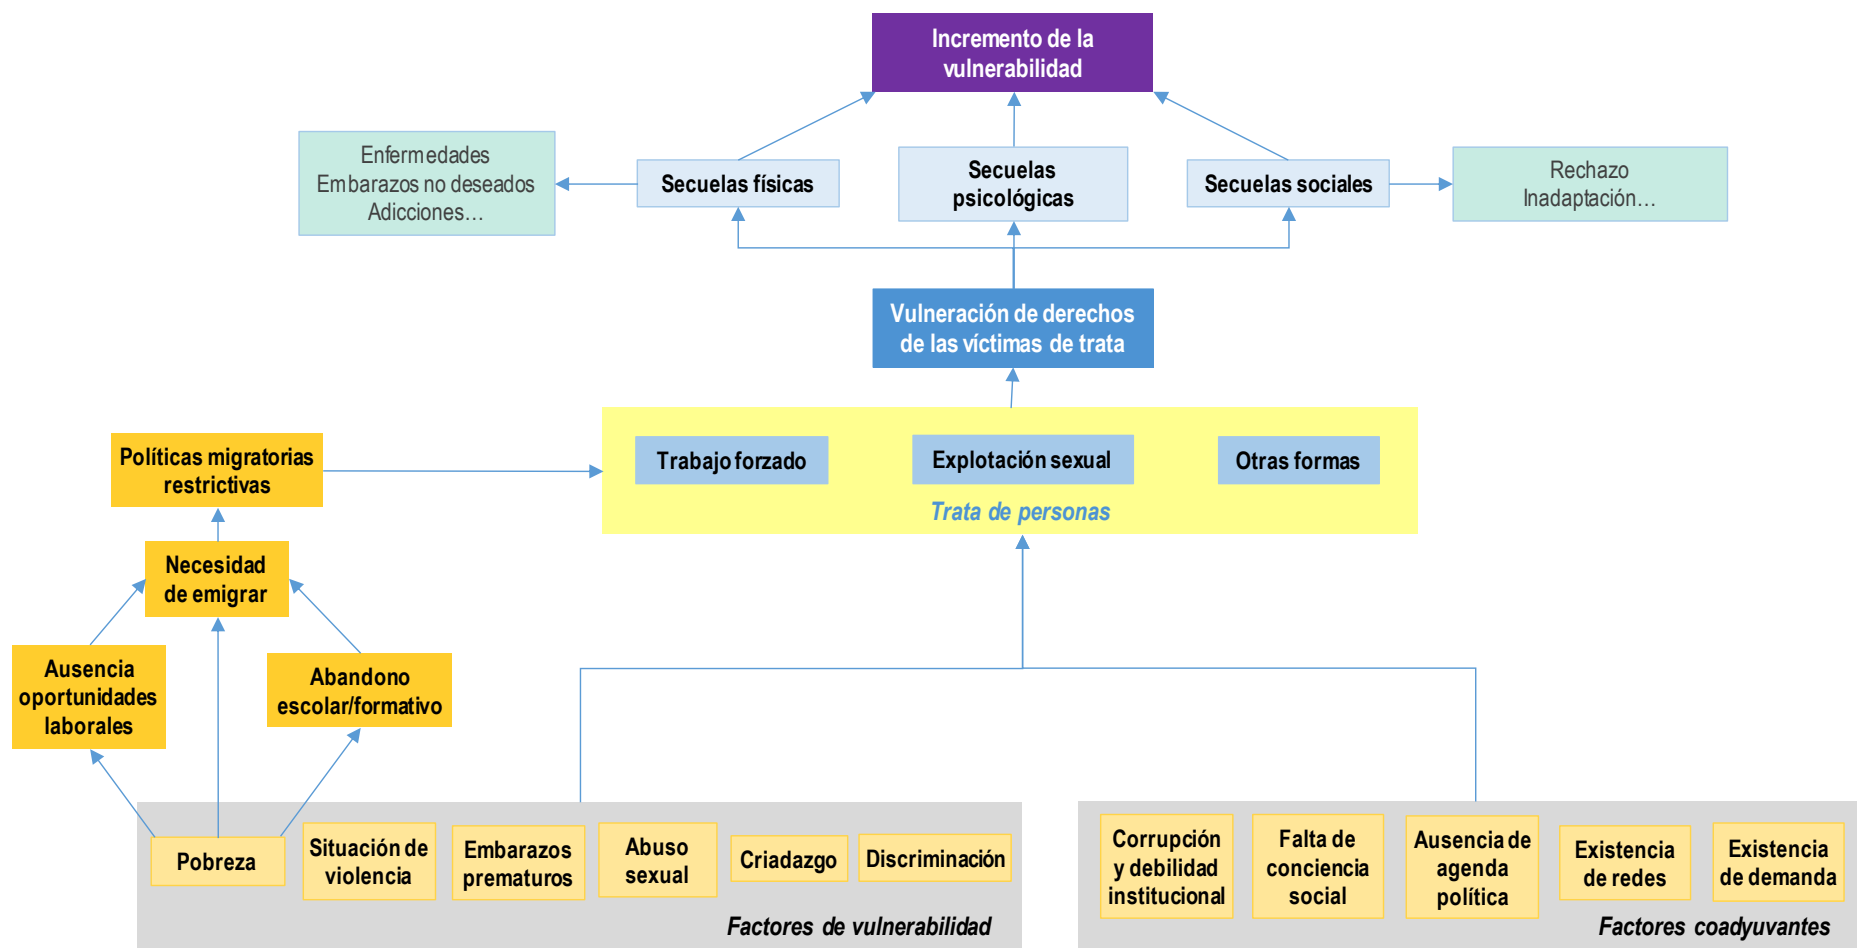 Incremento de la
vulnerabilidad
Enfermedades
Embarazos no deseados
Adicciones…
Secuelas físicas
Secuelas
psicológicas
Secuelas sociales
Rechazo
Inadaptación…
Vulneración de derechos
de las víctimas de trata
Políticas migratorias
restrictivas
Trabajo forzado
Explotación sexual
Otras formas
Trata de personas
Necesidad
de emigrar
Ausencia
oportunidades
laborales
Abandono
escolar/formativo
Pobreza
Situación de
violencia
Embarazos
prematuros
Abuso
sexual
Criadazgo
Discriminación
Factores de vulnerabilidad
Corrupción
y debilidad
institucional
Falta de
conciencia
social
Ausencia de
agenda
política
Existencia
de redes
Existencia
de demanda
Factores coadyuvantes